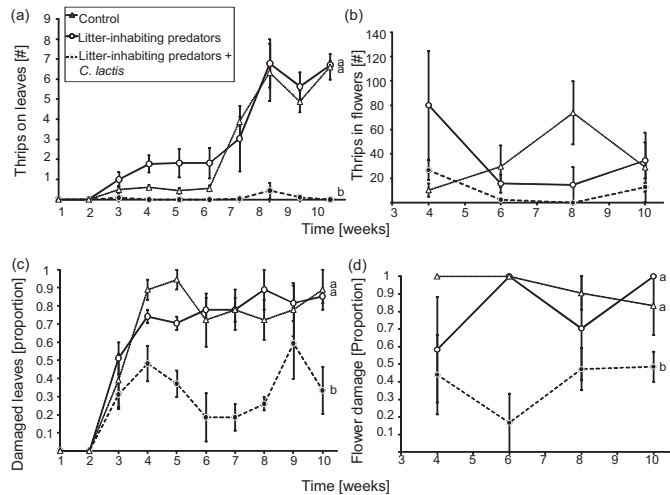 (a)
Control
Litter-inhabiting predators
Litter-inhabiting predators +
C. lactis
Thrips on leaves [#]
9
8
7
6
5
4
3
2
1
a
a
b
1 2 3 4 5 6 7 8 9 10
Time [weeks]
(b)
Thrips in flowers [#]
140
120
100
80
60
40
20
3 4 5 6 7 8 9 10
Time [weeks]
(c)
Damaged leaves [proportion]
1
0.9
0.8
0.7
0.6
0.5
0.4
0.3
0.2
0.1
a
a
b
1 2 3 4 5 6 7 8 9 10
Time [weeks]
(d)
Flower damage [Proportion]
1
0.9
0.8
0.7
0.6
0.5
0.4
0.3
0.2
0.1
a
a
b
3 4 5 6 7 8 9 10
Time [weeks]